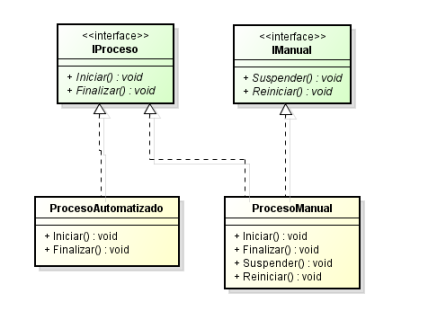 <<interface>>
IProceso
+ Iniciar() : void
+ Finalizar() : void
<<interface>>
IManual
+ Suspender() : void
+ Reiniciar() : void
ProcesoAutomatizado
+ Iniciar() : void
+ Finalizar() : void
ProcesoManual
+ Iniciar() : void
+ Finalizar() : void
+ Suspender() : void
+ Reiniciar() : void